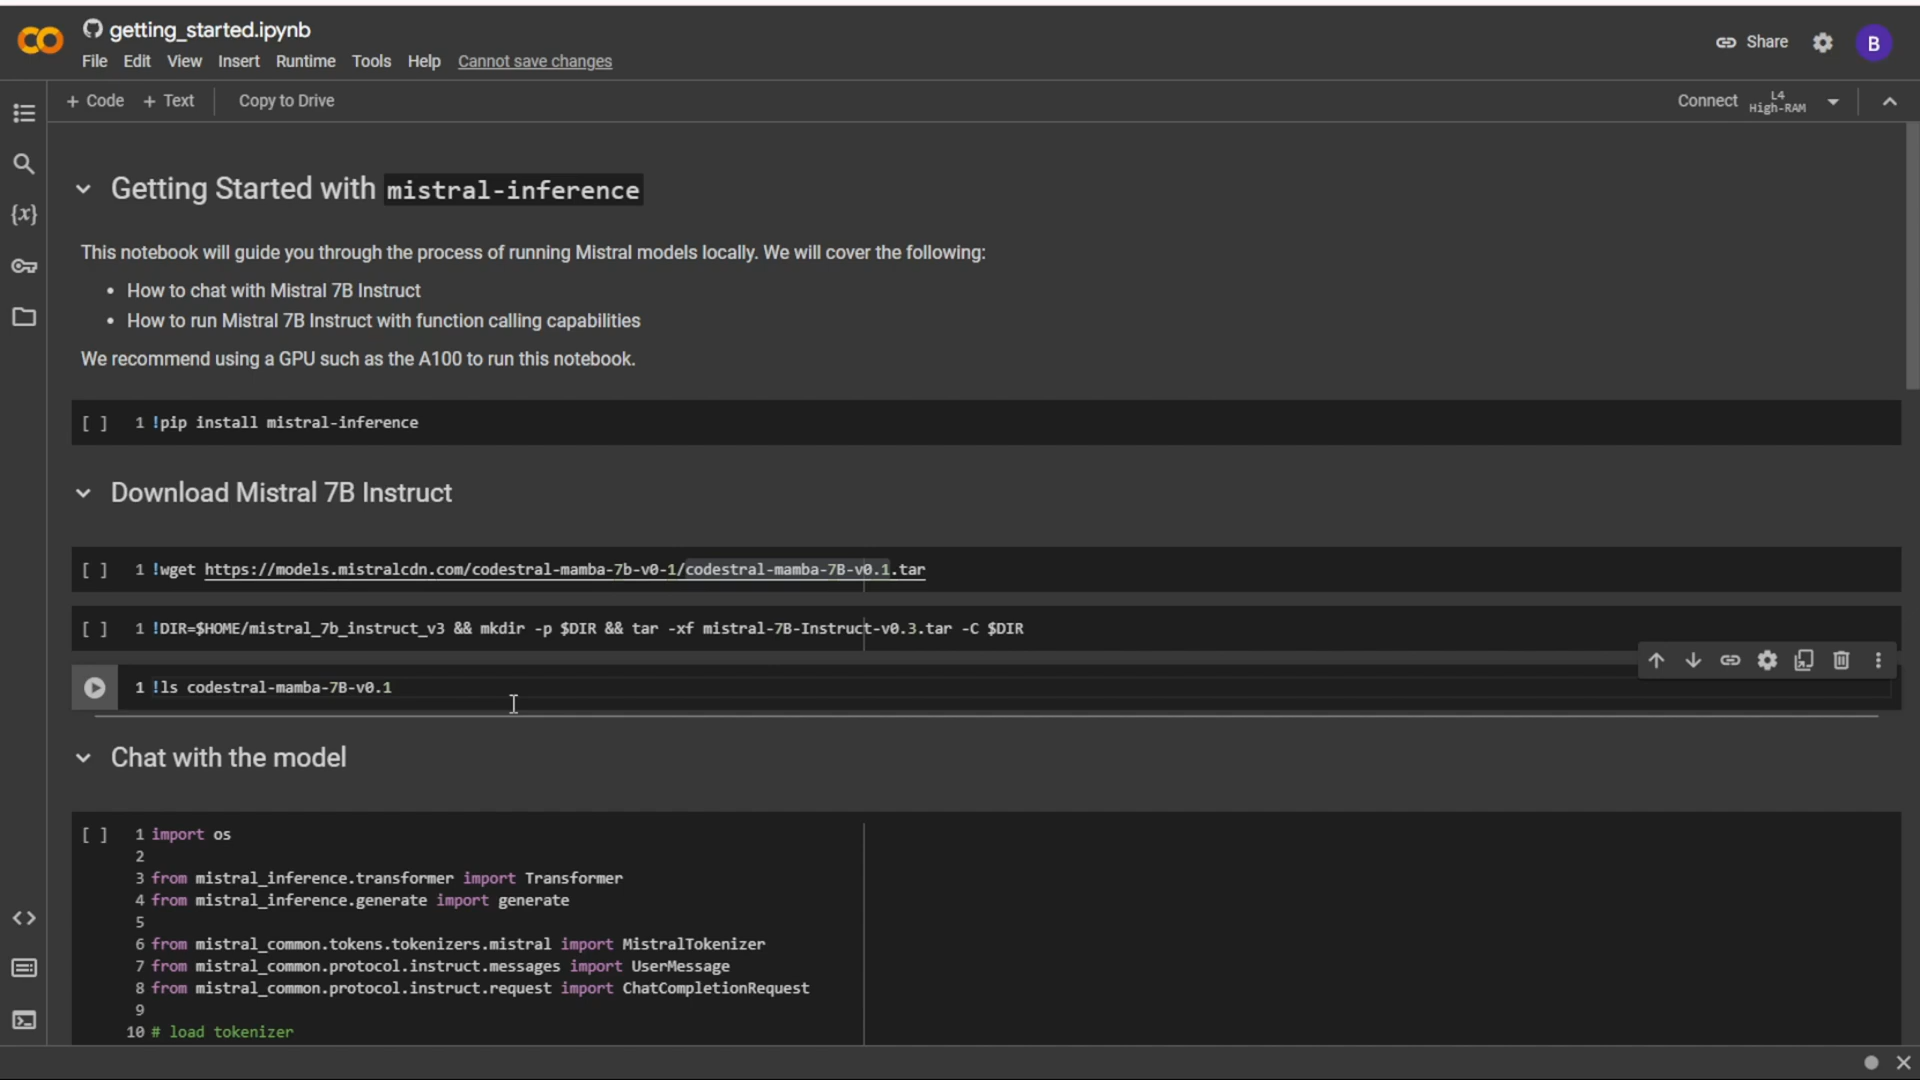 getting_started.ipynb
File Edit View Insert Runtime Tools Help Cannot save changes
Share
B
+ Code + Text Copy to Drive
Connect L4
High-RAM
{x}
Getting Started with mistral-inference
This notebook will guide you through the process of running Mistral models locally. We will cover the following:
• How to chat with Mistral 7B Instruct
• How to run Mistral 7B Instruct with function calling capabilities
We recommend using a GPU such as the A100 to run this notebook.
[ ] 1 !pip install mistral-inference
Download Mistral 7B Instruct
[ ] 1 !wget https://models.mistralcdn.com/codestral-mamba-7b-v0-1/codestral-mamba-7B-v0.1.tar
[ ] 1 !DIR=$HOME/mistral_7b_instruct_v3 && mkdir -p $DIR && tar -xf mistral-7B-Instruct-v0.3.tar -C $DIR
1 !ls codestral-mamba-7B-v0.1
Chat with the model
[ ] 1 import os
2
3 from mistral_inference.transformer import Transformer
4 from mistral_inference.generate import generate
5
6 from mistral_common.tokens.tokenizers.mistral import MistralTokenizer
7 from mistral_common.protocol.instruct.messages import UserMessage
8 from mistral_common.protocol.instruct.request import ChatCompletionRequest
9
10 # load tokenizer